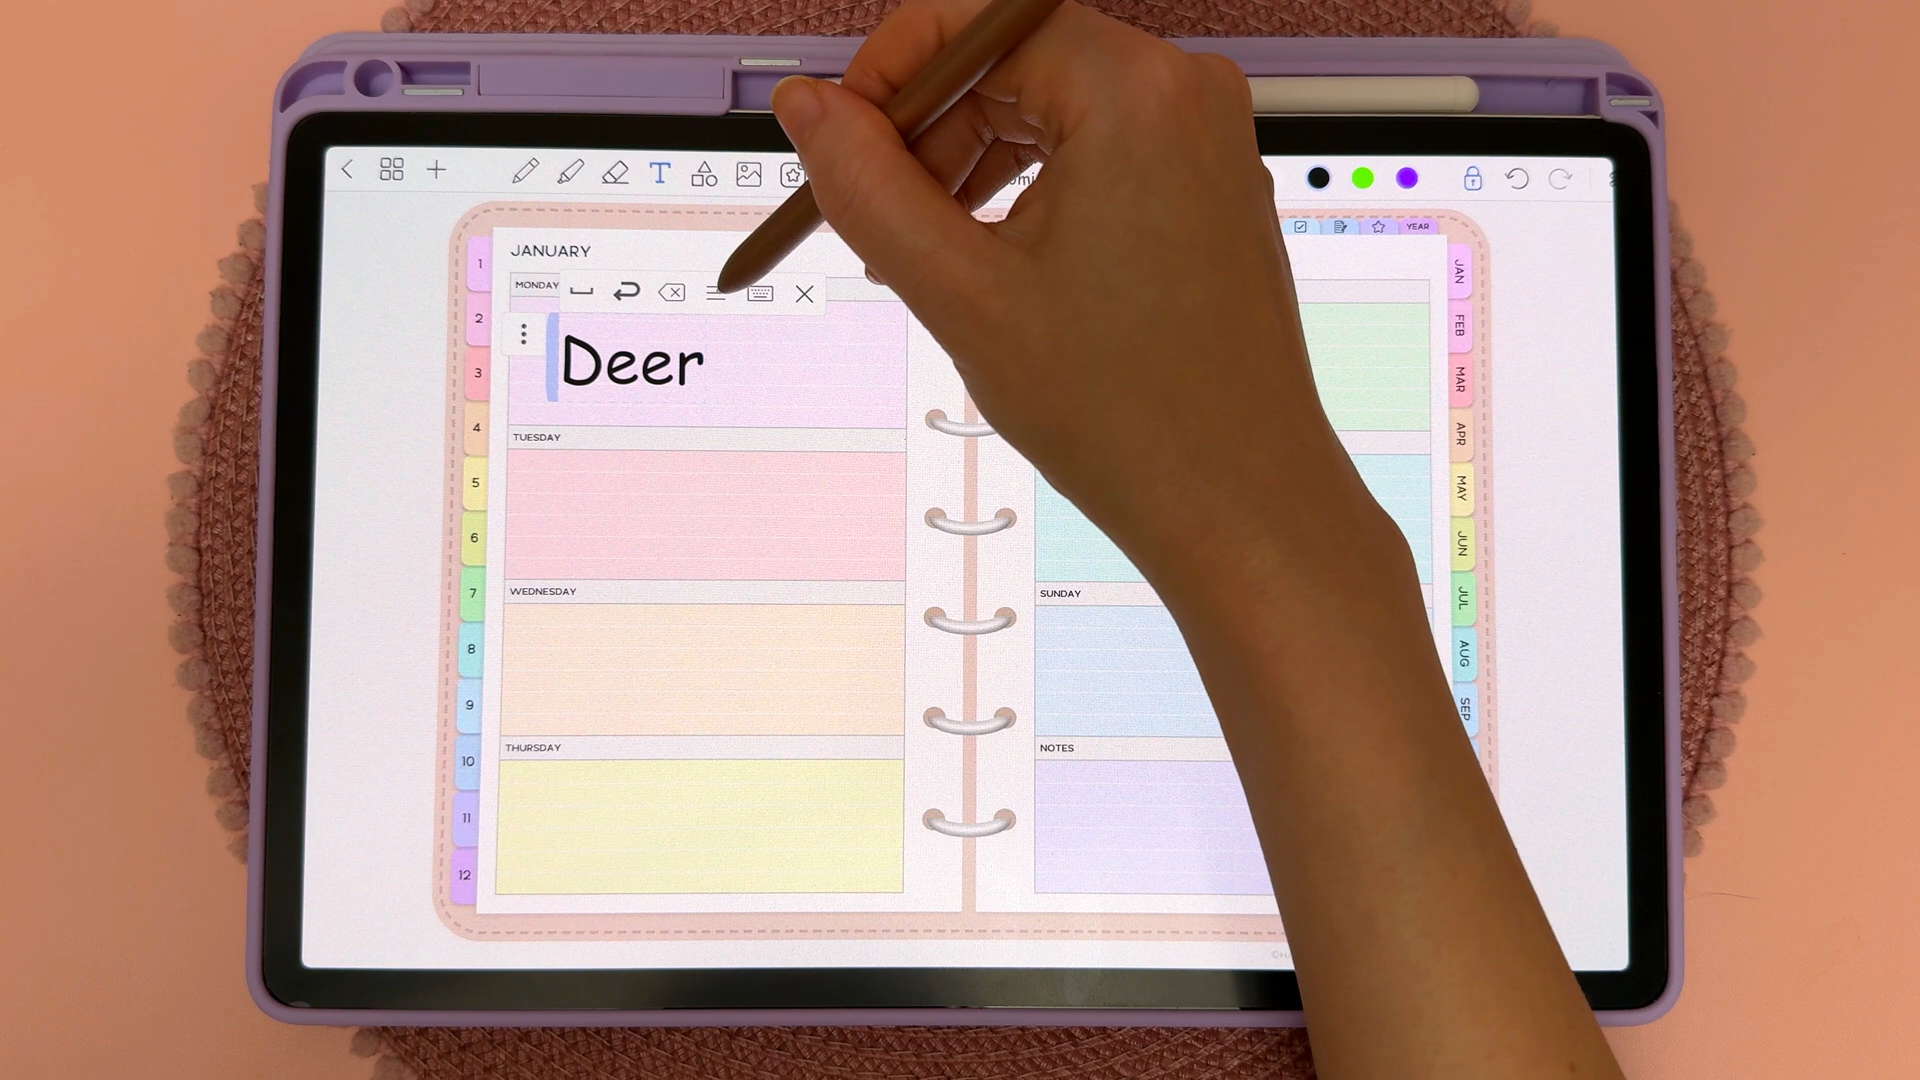 T
YEAR
JANUARY
MONDAY
Deer
TUESDAY
WEDNESDAY
THURSDAY
SUNDAY
NOTES
1
2
3
4
5
6
7
8
9
10
11
12
JAN
FEB
MAR
APR
MAY
JUN
JUL
AUG
SEP